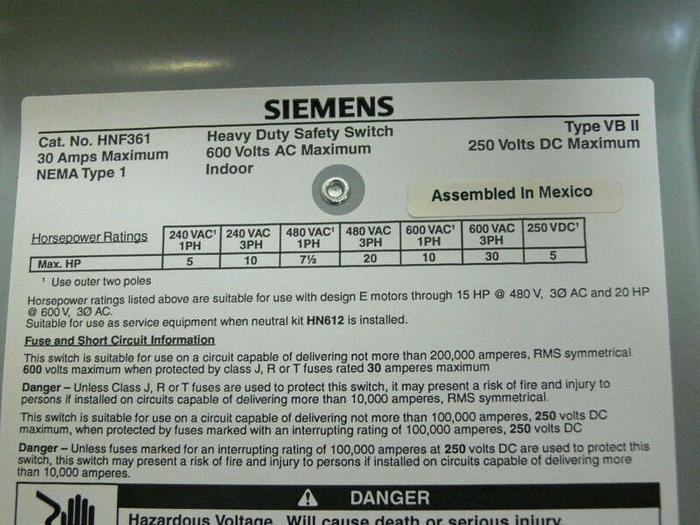 SIEMENS
Cat. No. HNF361
30 Amps Maximum
NEMA Type 1
Heavy Duty Safety Switch
600 Volts AC Maximum
Indoor
Type VB II
250 Volts DC Maximum
Assembled In Mexico
Horsepower Ratings 240 VAC¹ 1PH 240 VAC 3PH 480 VAC¹ 1PH 480 VAC 3PH 600 VAC¹ 1PH 600 VAC 3PH 250 VDC¹
Max. HP 5 10 7½ 20 10 30 5
¹ Use outer two poles
Horsepower ratings listed above are suitable for use with design E motors through 15 HP @ 480 V, 3Ø AC and 20 HP
@ 600 V, 3Ø AC.
Suitable for use as service equipment when neutral kit HN612 is installed.
Fuse and Short Circuit Information
This switch is suitable for use on a circuit capable of delivering not more than 200,000 amperes, RMS symmetrical
600 volts maximum when protected by class J, R or T fuses rated 30 amperes maximum
Danger – Unless Class J, R or T fuses are used to protect this switch, it may present a risk of fire and injury to
persons if installed on circuits capable of delivering more than 10,000 amperes, RMS symmetrical.
This switch is suitable for use on a circuit capable of delivering not more than 100,000 amperes, 250 volts DC
maximum, when protected by fuses marked with an interrupting rating of 100,000 amperes, 250 volts DC
Danger – Unless fuses marked for an interrupting rating of 100,000 amperes at 250 volts DC are used to protect this
switch, this switch may present a risk of fire and injury to persons if installed on circuits capable of delivering more
than 10,000 amperes.
DANGER
Hazardous Voltage. Will cause death or serious injury.